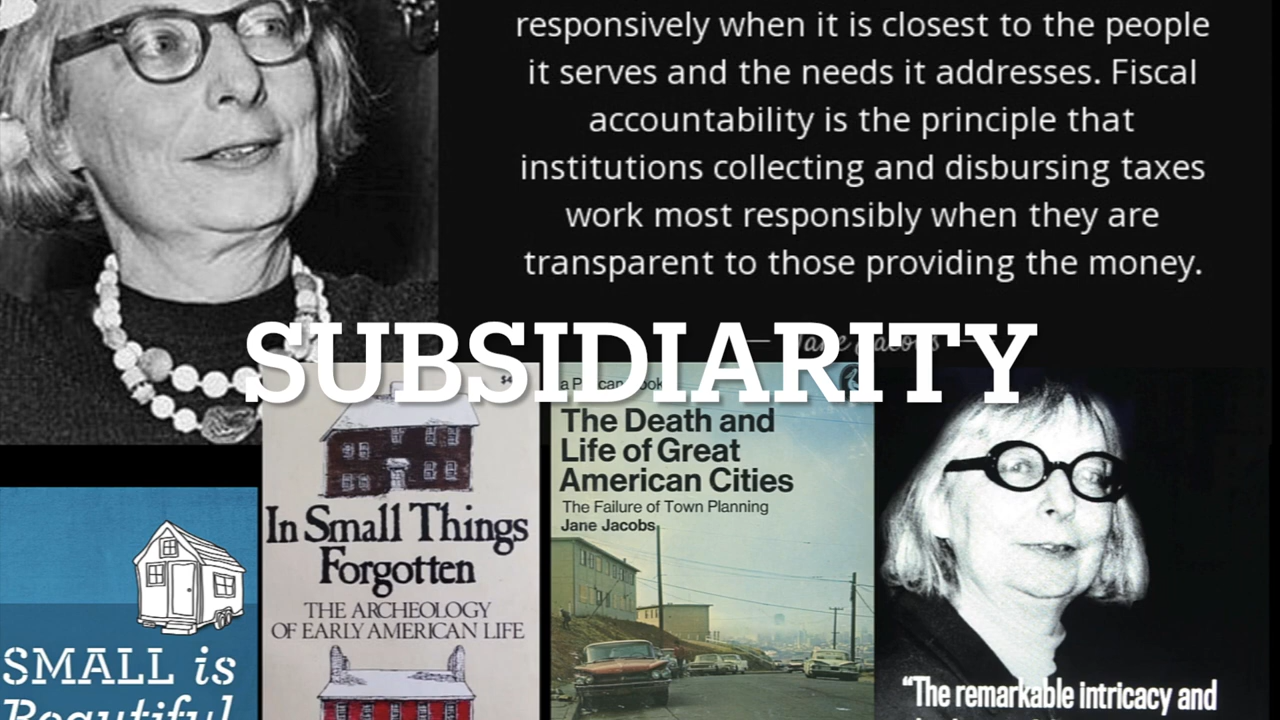 responsively when it is closest to the people
it serves and the needs it addresses. Fiscal
accountability is the principle that
institutions collecting and disbursing taxes
work most responsibly when they are
transparent to those providing the money.
— Jane Jacobs —
SUBSIDIARITY
The Death and
Life of Great
American Cities
The Failure of Town Planning
Jane Jacobs
In Small Things
Forgotten
THE ARCHEOLOGY
OF EARLY AMERICAN LIFE
SMALL is
Beautiful
“The remarkable intricacy and